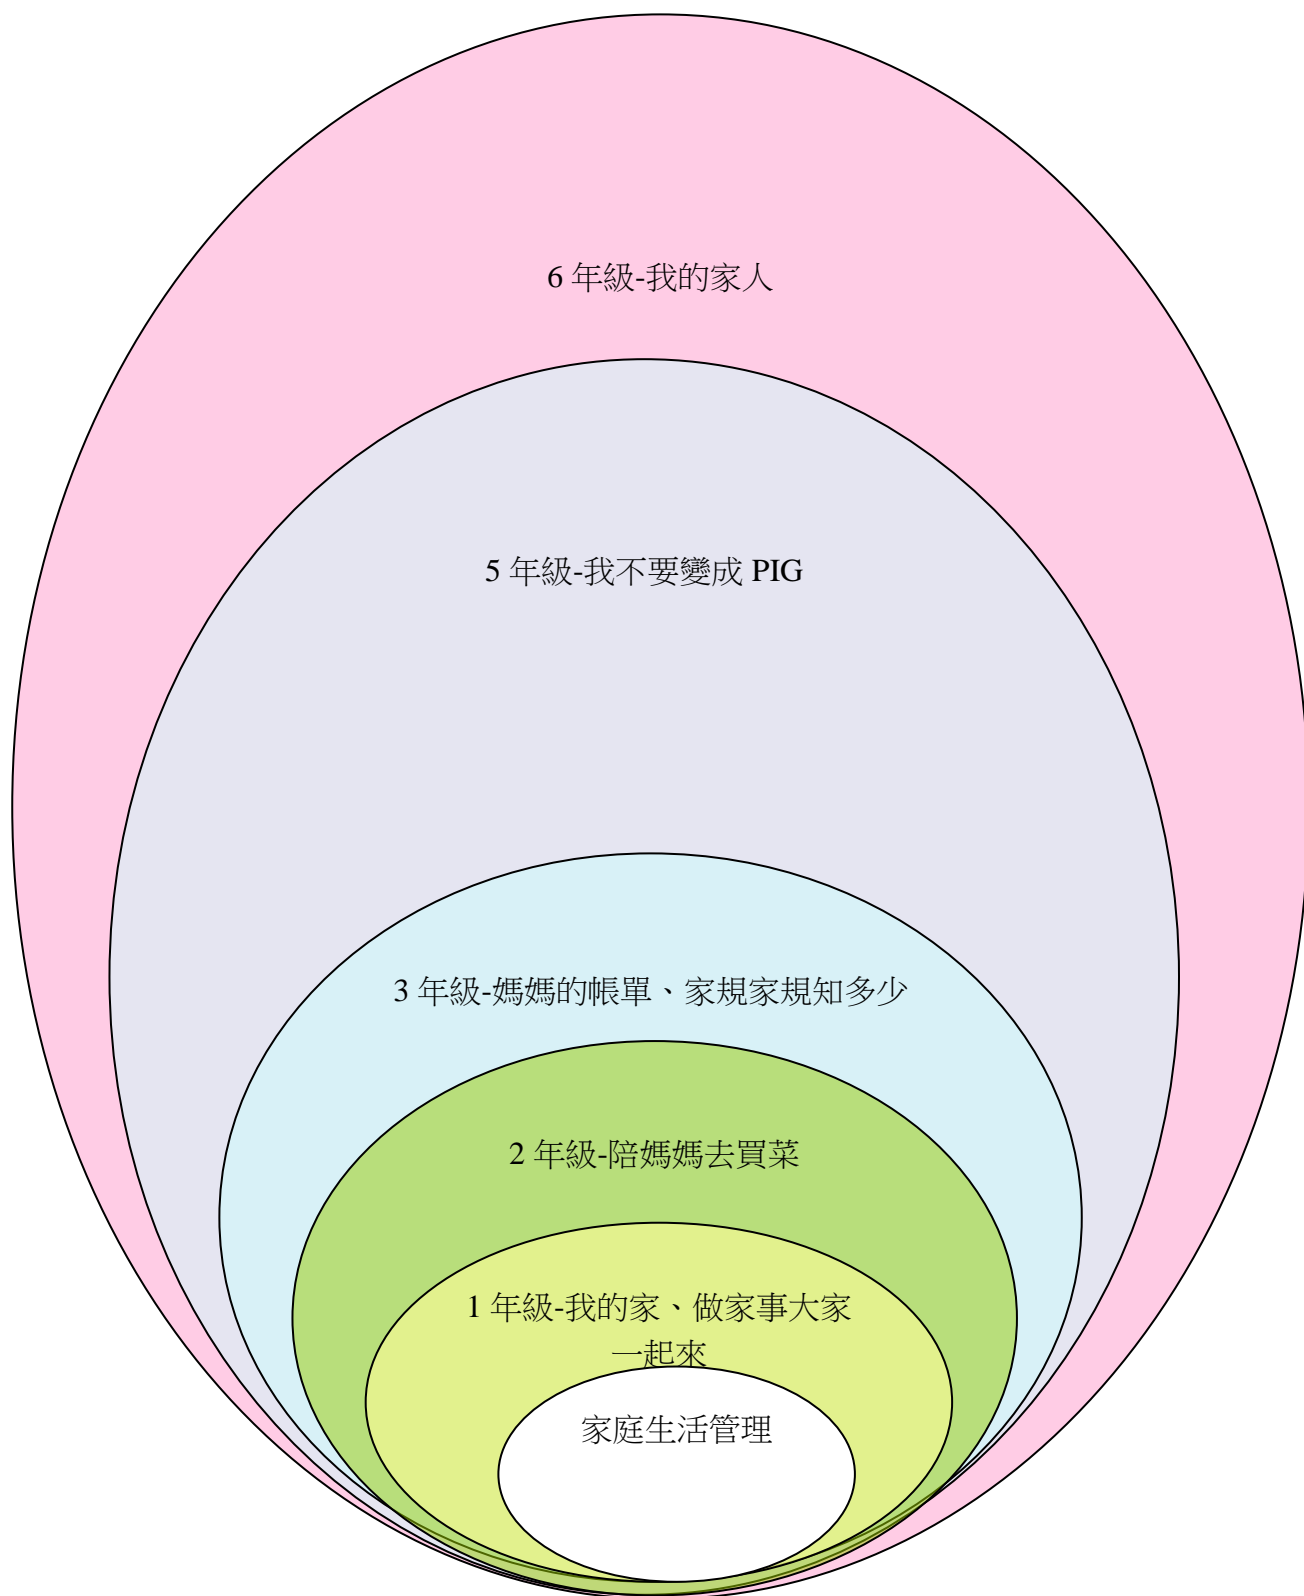 6 年級-我的家人
5 年級-我不要變成 PIG
3 年級-媽媽的帳單、家規家規知多少
2 年級-陪媽媽去買菜
1 年級-我的家、做家事大家
一起來
家庭生活管理